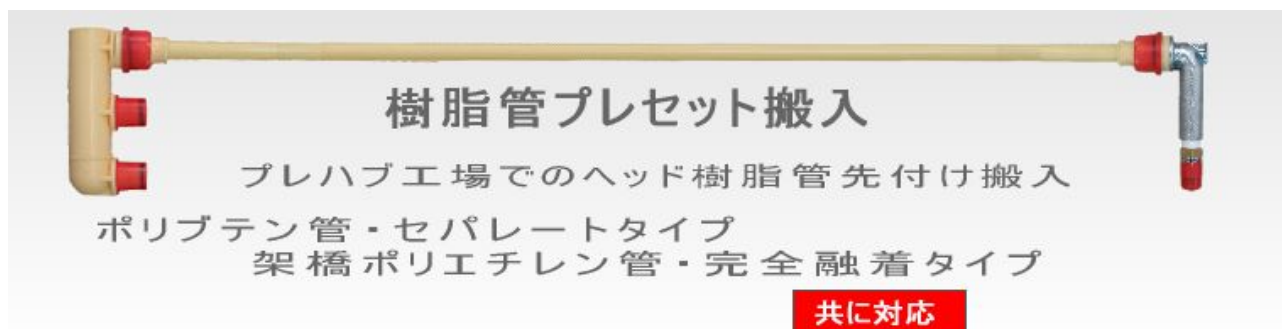 樹脂管プレセット搬入
プレハブ工場でのヘッド樹脂管先付け搬入
ポリブテン管・セパレートタイプ
架橋ポリエチレン管・完全融着タイプ
共に対応